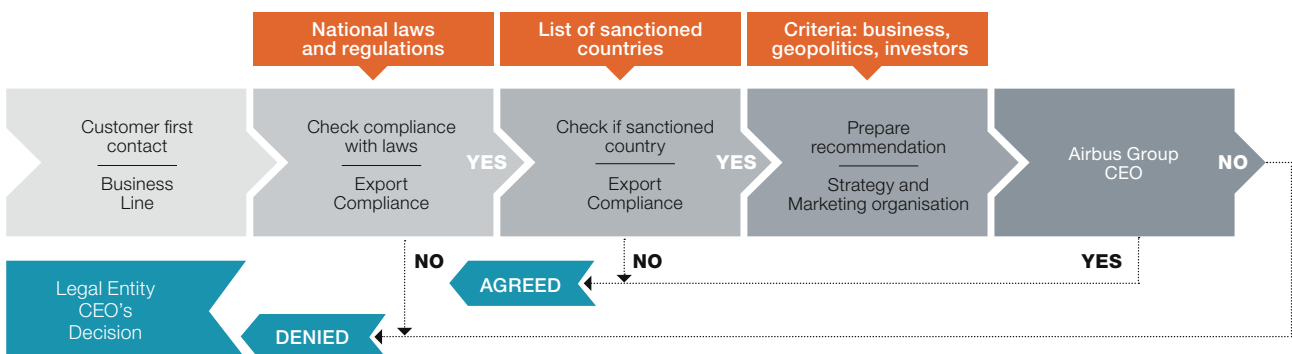 National laws
and regulations
List of sanctioned
countries
Criteria: business,
geopolitics, investors
Customer first
contact
Business
Line
Check compliance
with laws
Export
Compliance
YES
Check if sanctioned
country
Export
Compliance
YES
Prepare
recommendation
Strategy and
Marketing organisation
Airbus Group
CEO
NO
NO
NO
YES
AGREED
Legal Entity
CEO's
Decision
DENIED